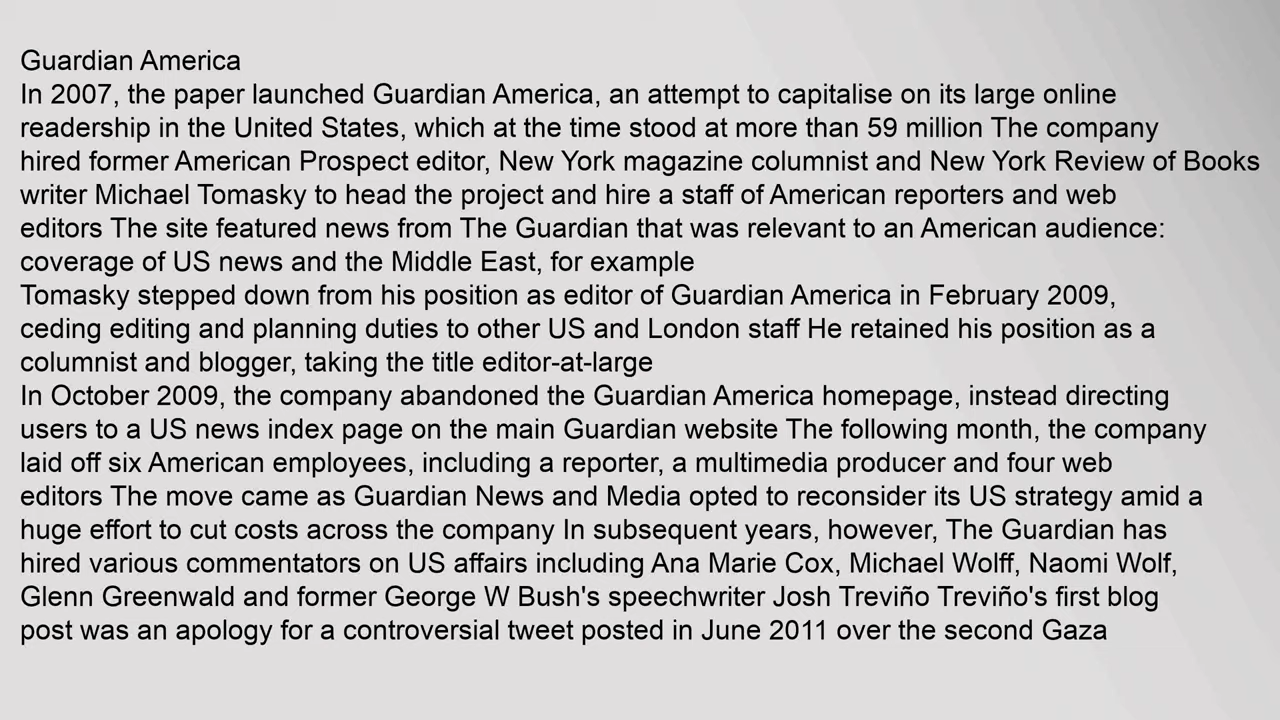 Guardian America
In 2007, the paper launched Guardian America, an attempt to capitalise on its large online
readership in the United States, which at the time stood at more than 59 million The company
hired former American Prospect editor, New York magazine columnist and New York Review of Books
writer Michael Tomasky to head the project and hire a staff of American reporters and web
editors The site featured news from The Guardian that was relevant to an American audience:
coverage of US news and the Middle East, for example
Tomasky stepped down from his position as editor of Guardian America in February 2009,
ceding editing and planning duties to other US and London staff He retained his position as a
columnist and blogger, taking the title editor-at-large
In October 2009, the company abandoned the Guardian America homepage, instead directing
users to a US news index page on the main Guardian website The following month, the company
laid off six American employees, including a reporter, a multimedia producer and four web
editors The move came as Guardian News and Media opted to reconsider its US strategy amid a
huge effort to cut costs across the company In subsequent years, however, The Guardian has
hired various commentators on US affairs including Ana Marie Cox, Michael Wolff, Naomi Wolf,
Glenn Greenwald and former George W Bush's speechwriter Josh Treviño Treviño's first blog
post was an apology for a controversial tweet posted in June 2011 over the second Gaza